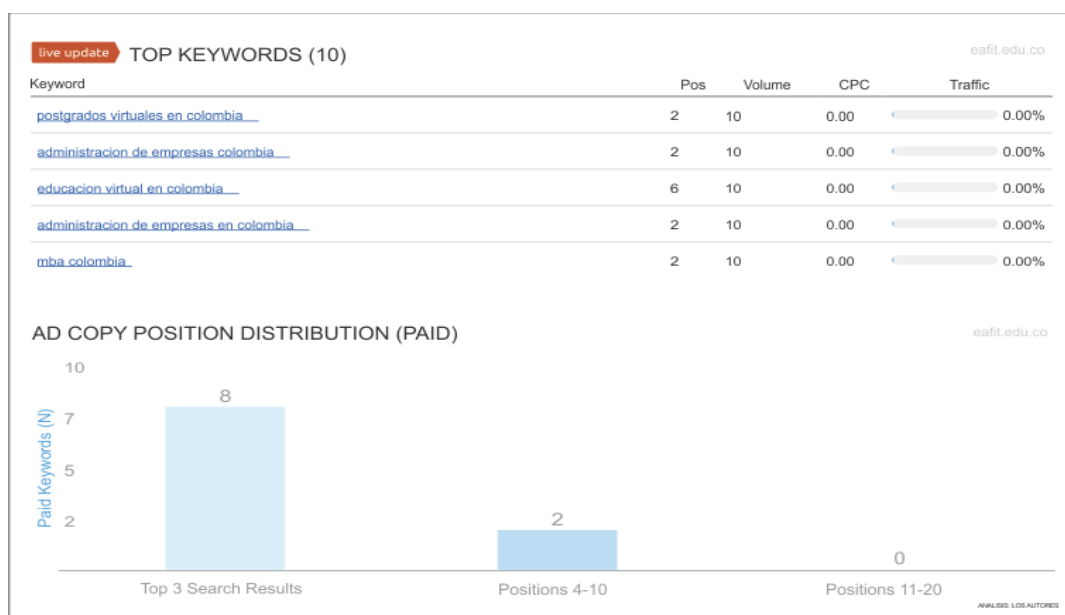 live update TOP KEYWORDS (10) eafit.edu.co
Keyword Pos Volume CPC Traffic
postgrados virtuales en colombia 2 10 0.00 0.00%
administracion de empresas colombia 2 10 0.00 0.00%
educacion virtual en colombia 6 10 0.00 0.00%
administracion de empresas en colombia 2 10 0.00 0.00%
mba colombia 2 10 0.00 0.00%
AD COPY POSITION DISTRIBUTION (PAID) eafit.edu.co
Paid Keywords (N)
10
7
5
2
8
2
0
Top 3 Search Results Positions 4-10 Positions 11-20
ANALISIS: LOS AUTORES